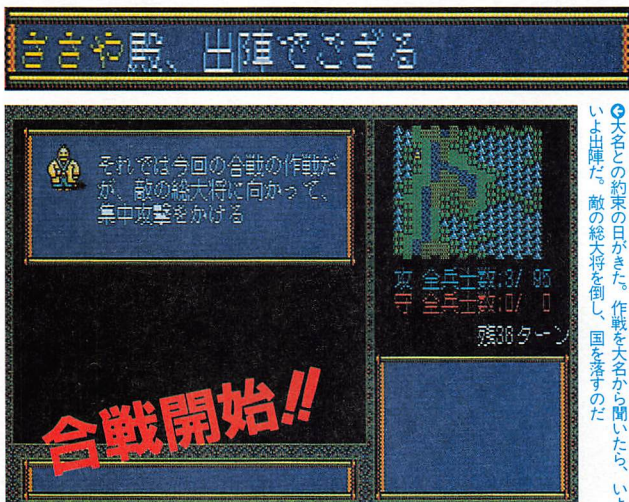 ささや殿、出陣でござる
それでは今回の合戦の作戦だ
が、敵の総大将に向かって、
集中攻撃をかける
攻 全兵士数:3/ 95
守 全兵士数:0/ 0
残38ターン
合戦開始!!
大名との約束の日がきた。作戦を大名から聞いたら、いよ
いよ出陣だ。敵の総大将を倒し、国を落すのだ